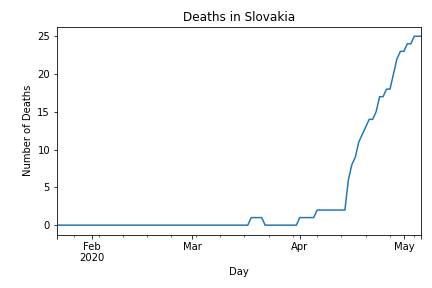 Deaths in Slovakia
Number of Deaths
25
20
15
10
5
0
Feb
2020
Mar
Apr
May
Day